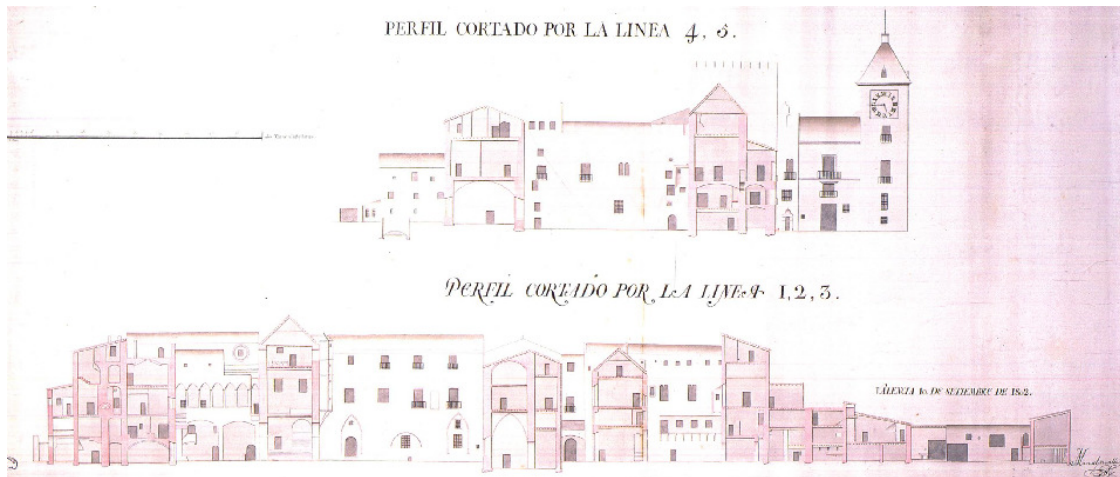 PERFIL CORTADO POR LA LINEA 4, 5.
PERFIL CORTADO POR LA LINEA 1, 2, 3.
VALENCIA 10. DE SETIEMBRE DE 1802.